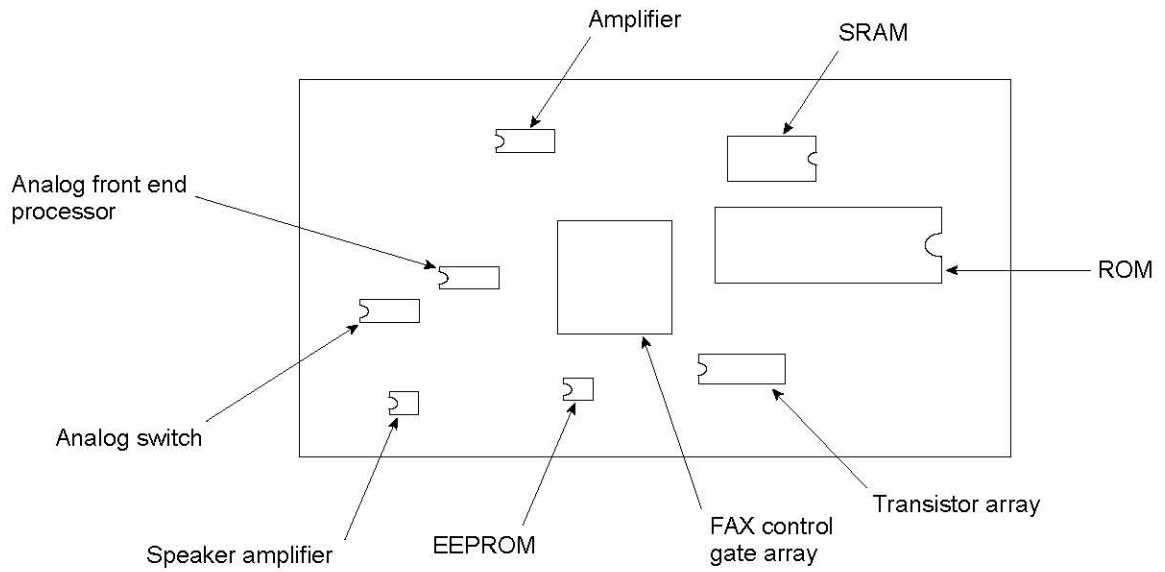 Amplifier
SRAM
Analog front end
processor
ROM
Analog switch
Transistor array
FAX control
gate array
EEPROM
Speaker amplifier